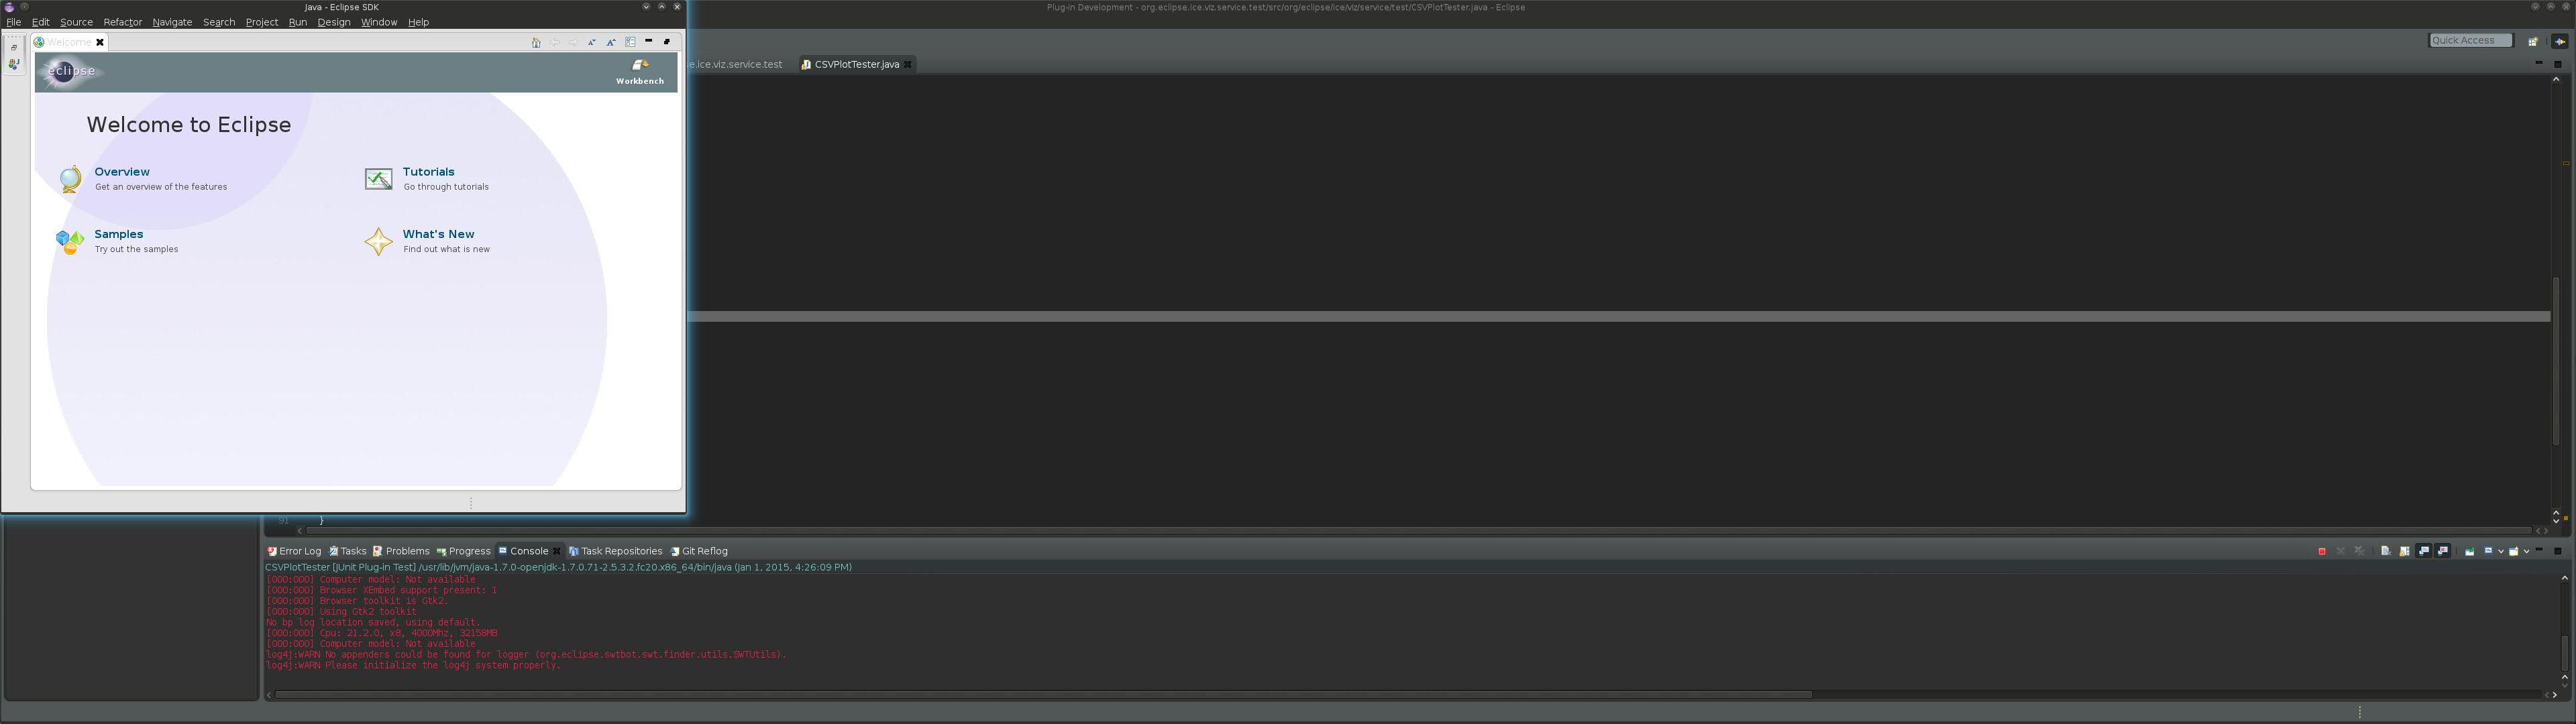 Java - Eclipse SDK
File Edit Source Refactor Navigate Search Project Run Design Window Help
Welcome
eclipse
Workbench
Welcome to Eclipse
Overview
Get an overview of the features
Tutorials
Go through tutorials
Samples
Try out the samples
What's New
Find out what is new
Plug-in Development - org.eclipse.ice.viz.service.test/src/org/eclipse/ice/viz/service/test/CSVPlotTester.java - Eclipse
Quick Access
e.ice.viz.service.test CSVPlotTester.java
91 }
Error Log Tasks Problems Progress Console Task Repositories Git Reflog
CSVPlotTester [JUnit Plug-in Test] /usr/lib/jvm/java-1.7.0-openjdk-1.7.0.71-2.5.3.2.fc20.x86_64/bin/java (Jan 1, 2015, 4:26:09 PM)
[000:000] Computer model: Not available
[000:000] Browser XEmbed support present: 1
[000:000] Browser toolkit is Gtk2.
[000:000] Using Gtk2 toolkit
No bp log location saved, using default.
[000:000] Cpu: 21.2.0, x8, 4000Mhz, 32158MB
[000:000] Computer model: Not available
log4j:WARN No appenders could be found for logger (org.eclipse.swtbot.swt.finder.utils.SWTUtils).
log4j:WARN Please initialize the log4j system properly.